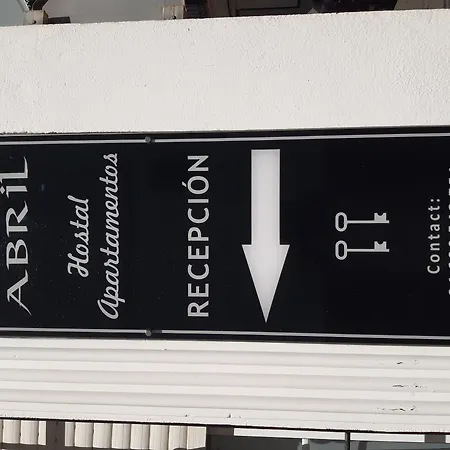 ABRIL
Hostal
Apartamentos
RECEPCIÓN
Contact: